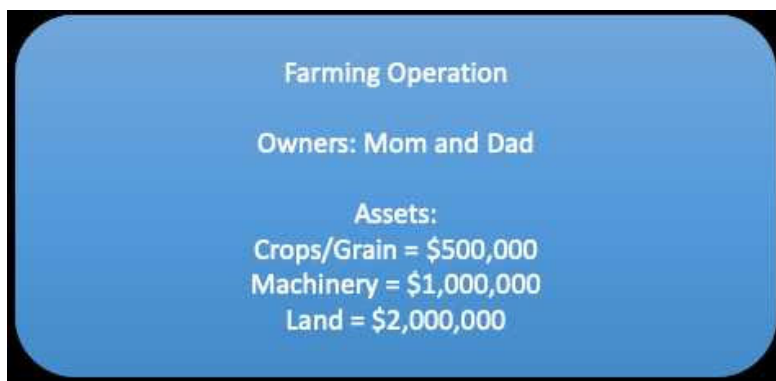 Farming Operation
Owners: Mom and Dad
Assets:
Crops/Grain = $500,000
Machinery = $1,000,000
Land = $2,000,000